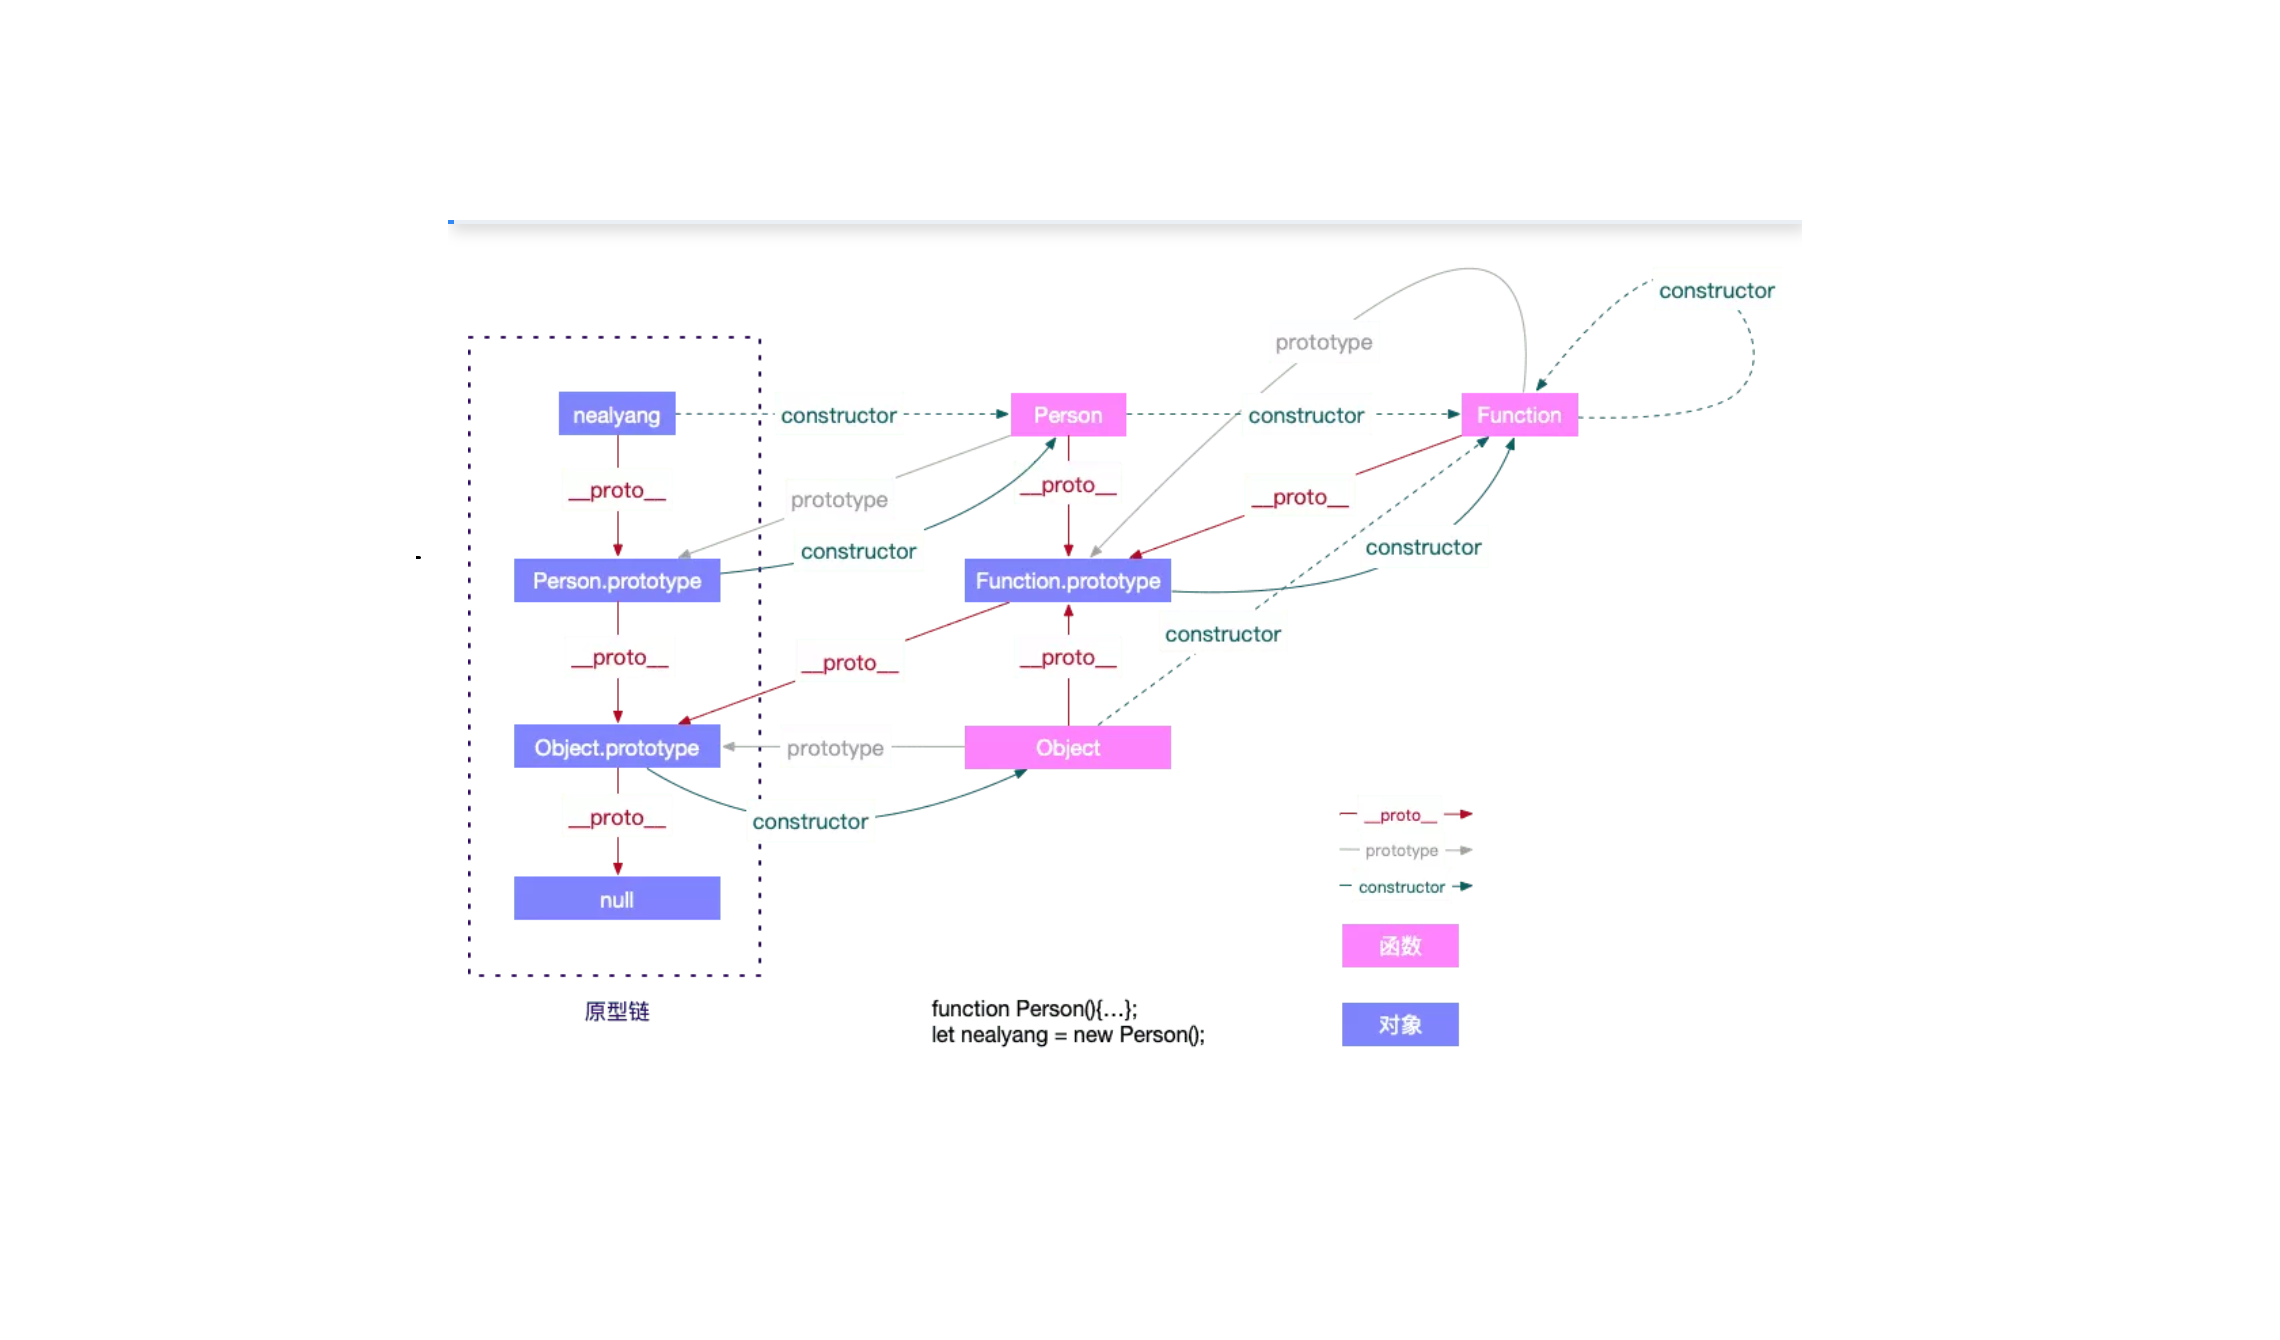 constructor
prototype
nealyang
constructor
Person
constructor
Function
__proto__
prototype
__proto__
__proto__
constructor
constructor
Person.prototype
Function.prototype
constructor
__proto__
__proto__
__proto__
Object.prototype
prototype
Object
__proto__
constructor
null
__proto__
prototype
constructor
函数
对象
原型链
function Person(){...};
let nealyang = new Person();